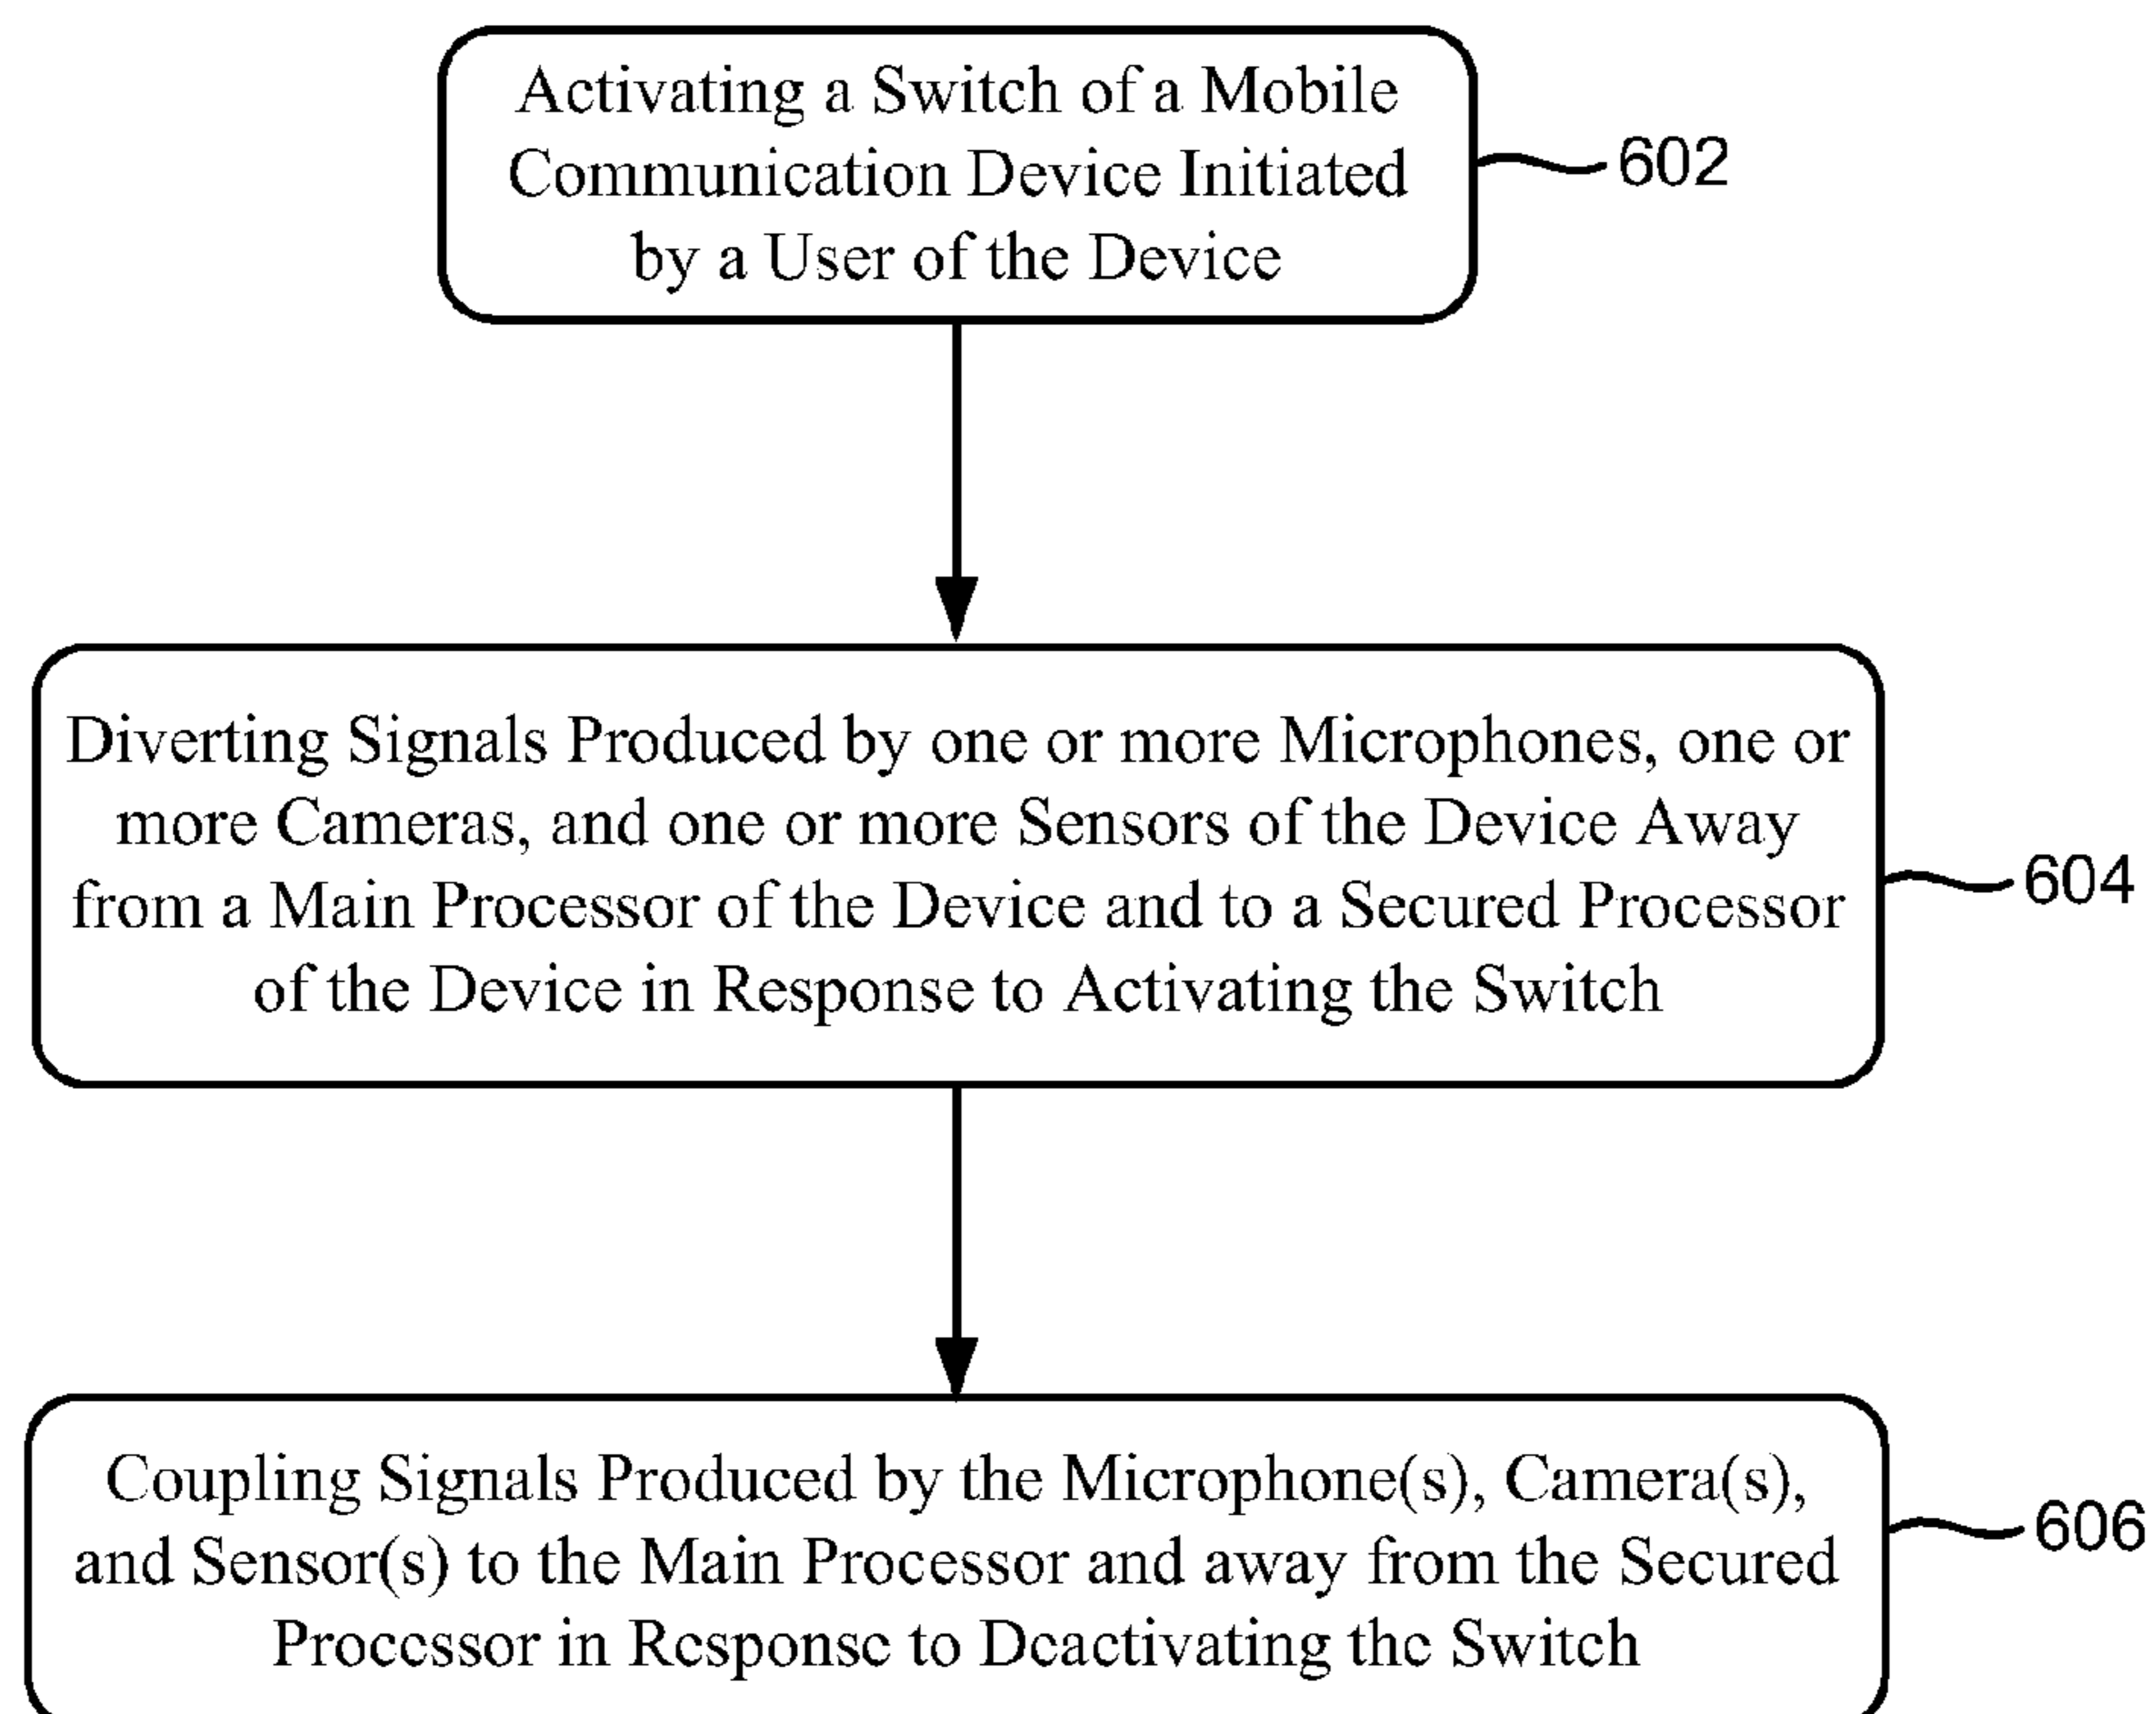 Activating a Switch of a Mobile
Communication Device Initiated
by a User of the Device
602
Diverting Signals Produced by one or more Microphones, one or
more Cameras, and one or more Sensors of the Device Away
from a Main Processor of the Device and to a Secured Processor
of the Device in Response to Activating the Switch
604
Coupling Signals Produced by the Microphone(s), Camera(s),
and Sensor(s) to the Main Processor and away from the Secured
Processor in Response to Deactivating the Switch
606